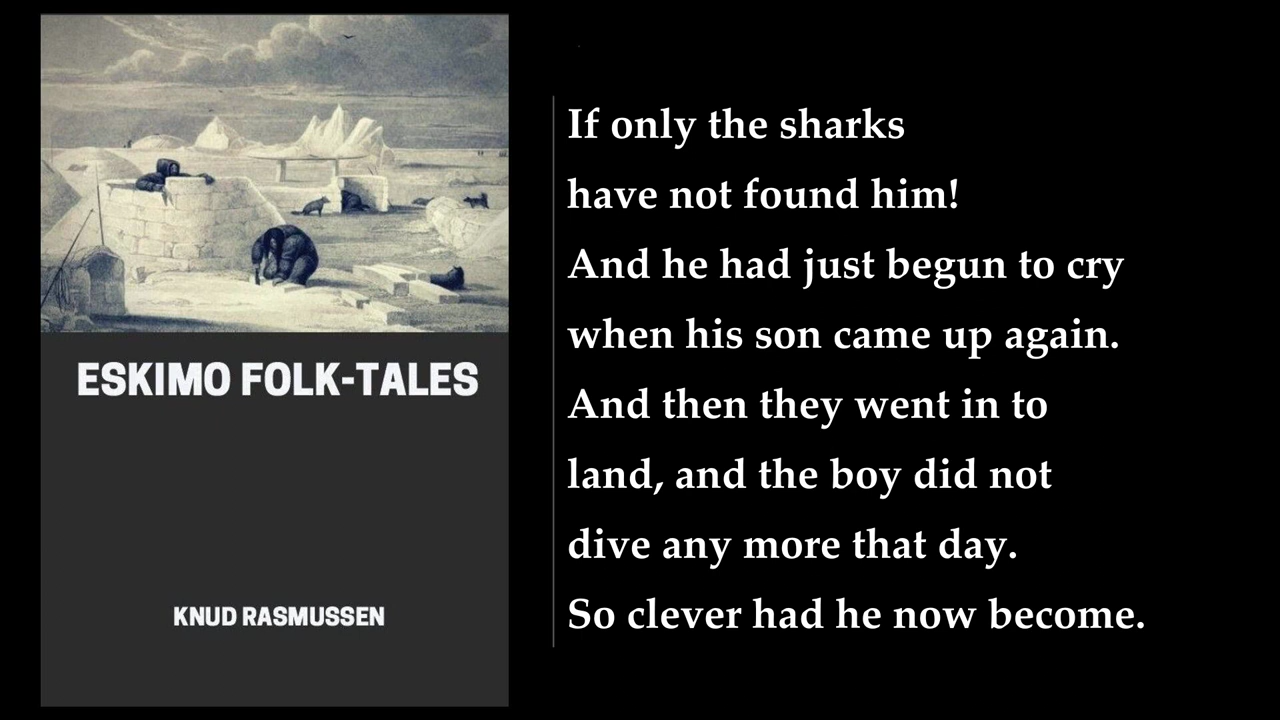 ESKIMO FOLK-TALES
KNUD RASMUSSEN
If only the sharks
have not found him!
And he had just begun to cry
when his son came up again.
And then they went in to
land, and the boy did not
dive any more that day.
So clever had he now become.